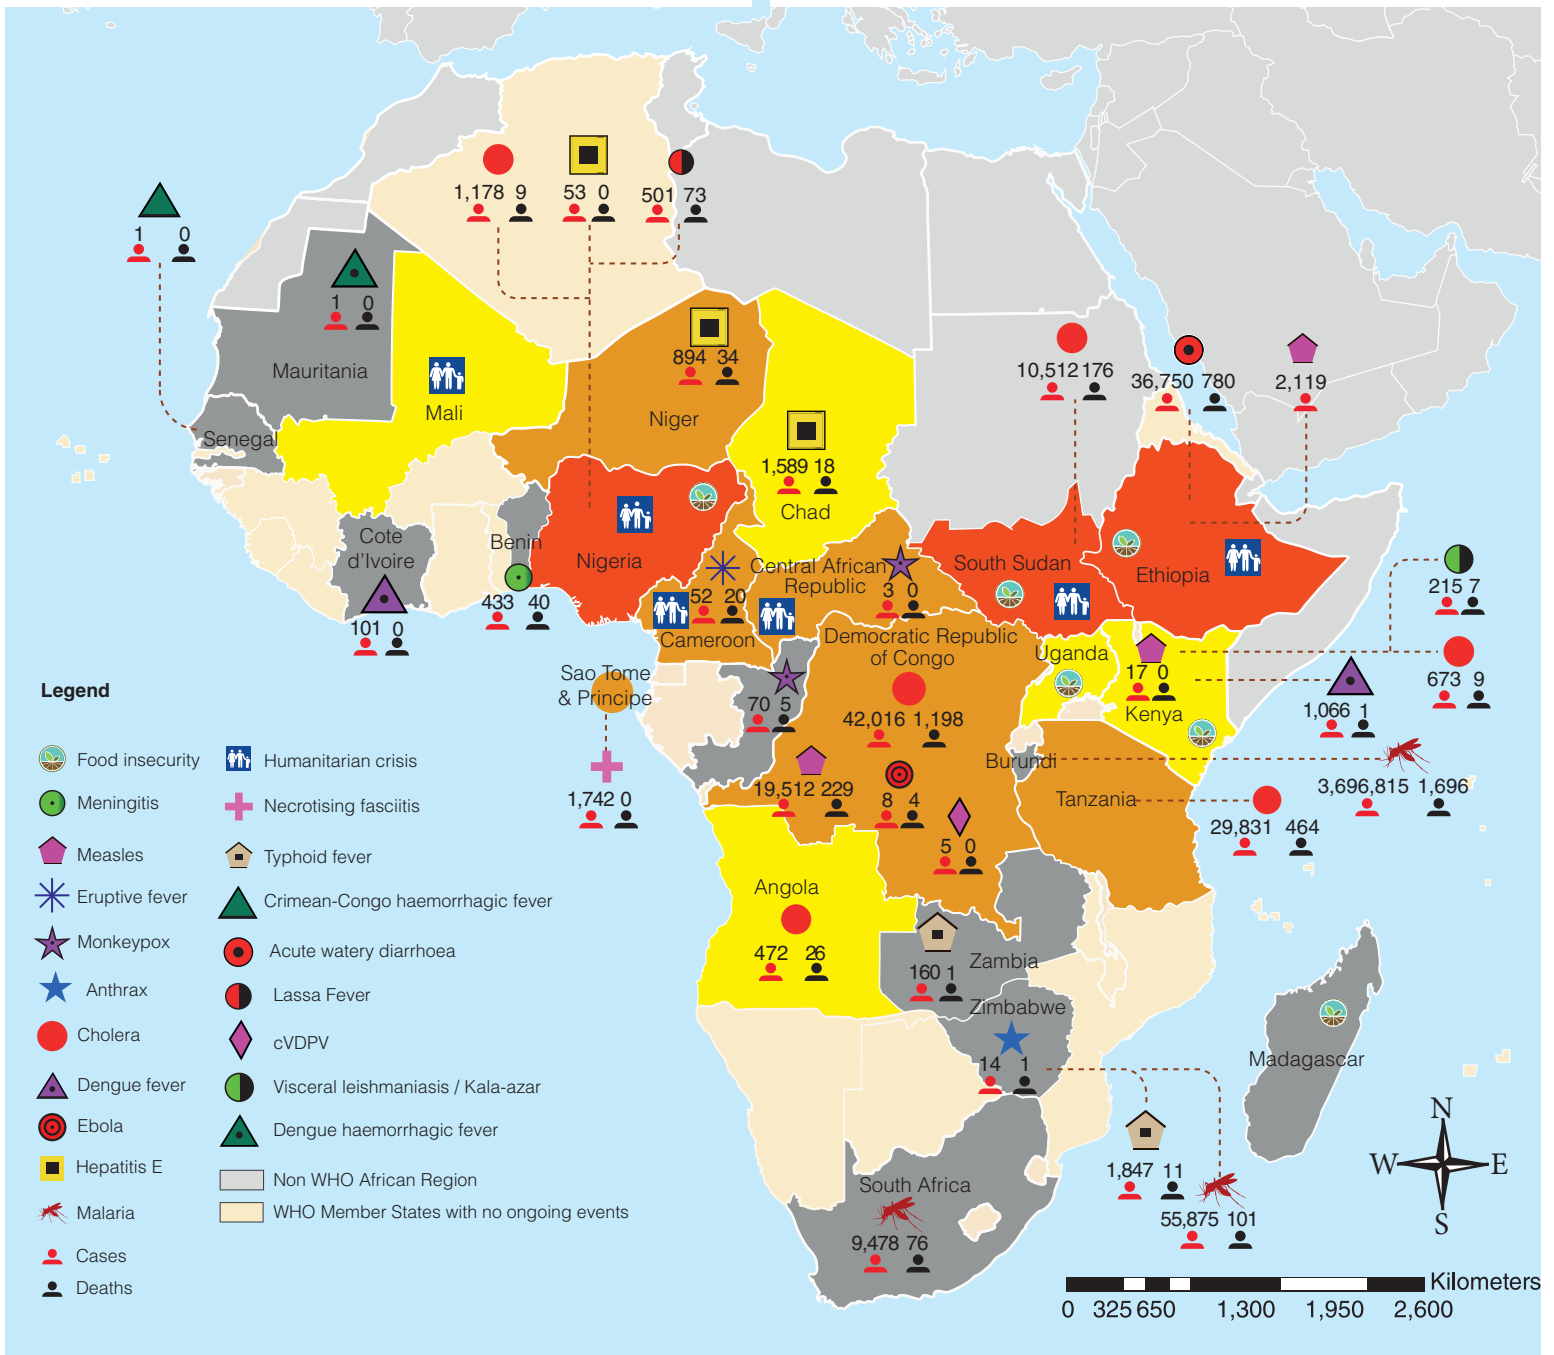 1,178 9
53 0
501 73
1 0
1 0
Mauritania
Mali
894 34
Niger
10,512 176
36,750 780
2,119
Senegal
1,589 18
Chad
Cote
d'Ivoire
Benin
Nigeria
Central African
Republic
South Sudan
Ethiopia
433 40
52 20
3 0
215 7
101 0
Cameroon
Democratic Republic
of Congo
Uganda
17 0
Kenya
673 9
Sao Tome
& Principe
70 5
42,016 1,198
1,066 1
Burundi
1,742 0
19,512 229
8 4
Tanzania
3,696,815 1,696
29,831 464
5 0
Angola
472 26
160 1
Zambia
Zimbabwe
14 1
Madagascar
1,847 11
55,875 101
South Africa
9,478 76
Legend
Food insecurity
Meningitis
Measles
Eruptive fever
Monkeypox
Anthrax
Cholera
Dengue fever
Ebola
Hepatitis E
Malaria
Cases
Deaths
Humanitarian crisis
Necrotising fasciitis
Typhoid fever
Crimean-Congo haemorrhagic fever
Acute watery diarrhoea
Lassa Fever
cVDPV
Visceral leishmaniasis / Kala-azar
Dengue haemorrhagic fever
Non WHO African Region
WHO Member States with no ongoing events
N
W E
S
Kilometers
0 325 650 1,300 1,950 2,600